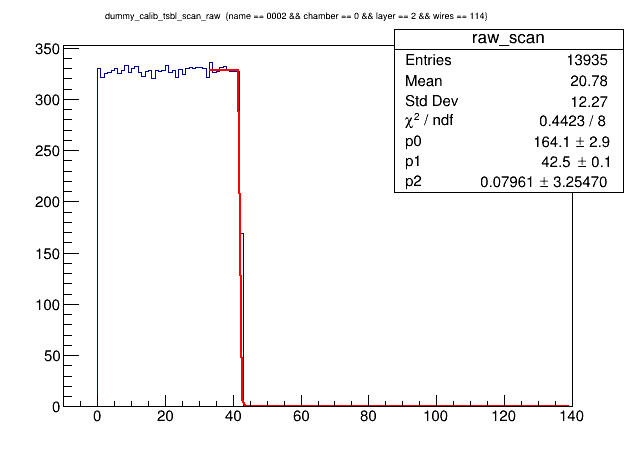 dummy_calib_tsbl_scan_raw (name == 0002 && chamber == 0 && layer == 2 && wires == 114)
raw_scan
Entries 13935
Mean 20.78
Std Dev 12.27
χ² / ndf 0.4423 / 8
p0 164.1 ± 2.9
p1 42.5 ± 0.1
p2 0.07961 ± 3.25470
350
300
250
200
150
100
50
0
0 20 40 60 80 100 120 140